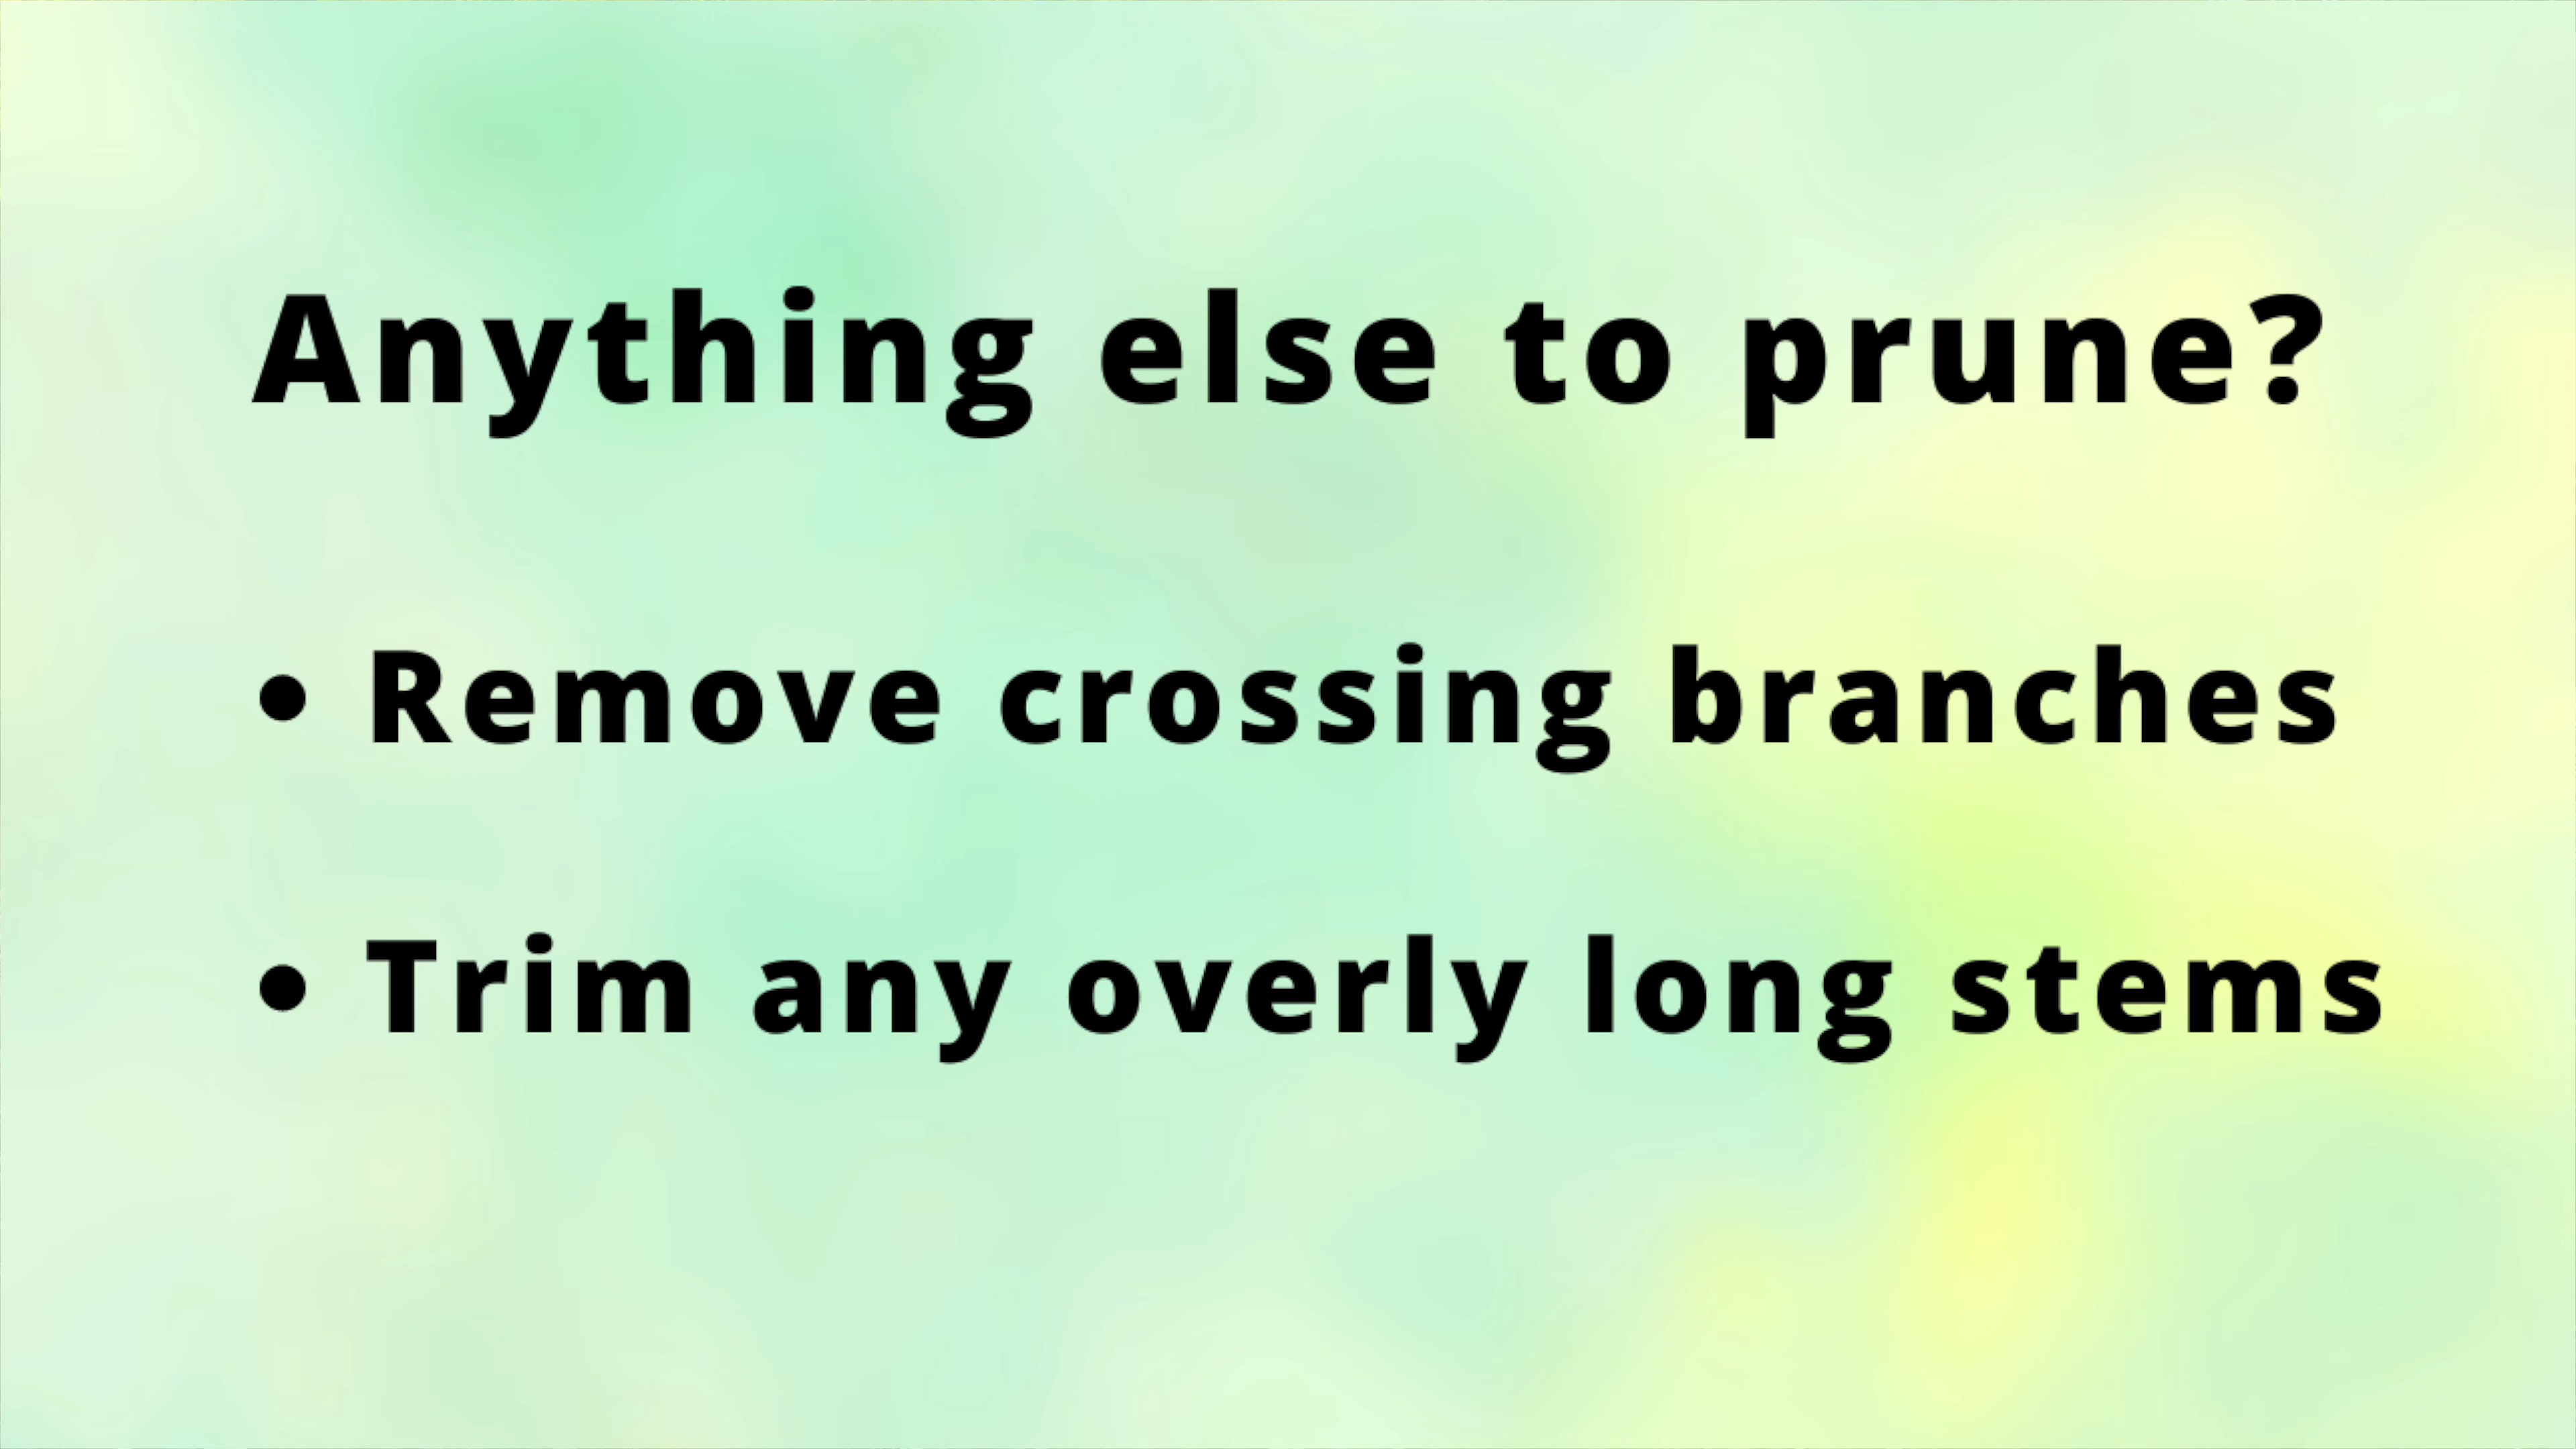 Anything else to prune?
• Remove crossing branches
• Trim any overly long stems